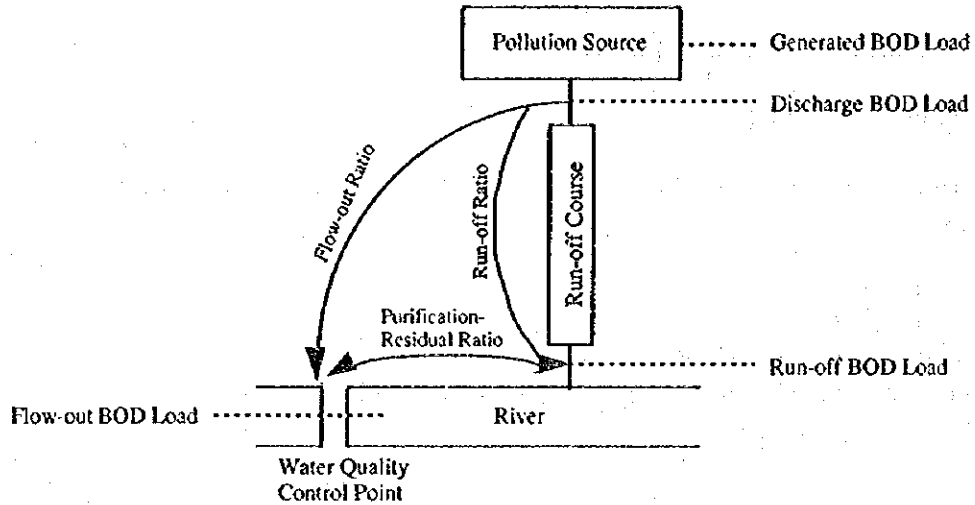 Pollution Source
Generated BOD Load
Discharge BOD Load
Flow-out Ratio
Run-off Ratio
Run-off Course
Purification-
Residual Ratio
Run-off BOD Load
Flow-out BOD Load
River
Water Quality
Control Point